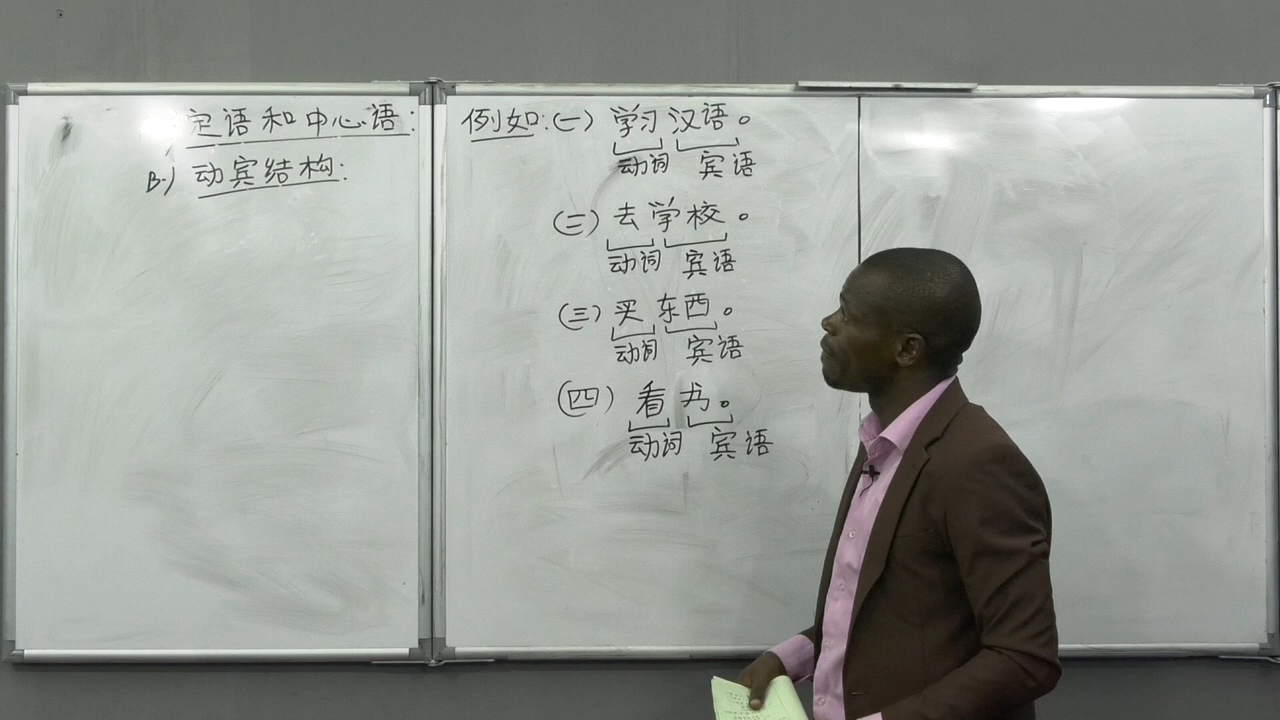 定语和中心语:
B.) 动宾结构:
例如:(一) 学习 汉语。
动词 宾语
(二) 去 学校。
动词 宾语
(三) 买 东西。
动词 宾语
(四) 看 书。
动词 宾语